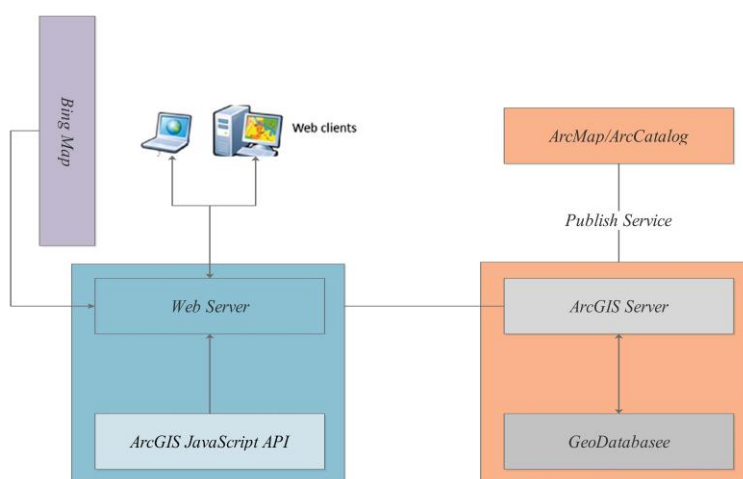 Bing Map
Web clients
ArcMap/ArcCatalog
Publish Service
Web Server
ArcGIS Server
ArcGIS JavaScript API
GeoDatabasee